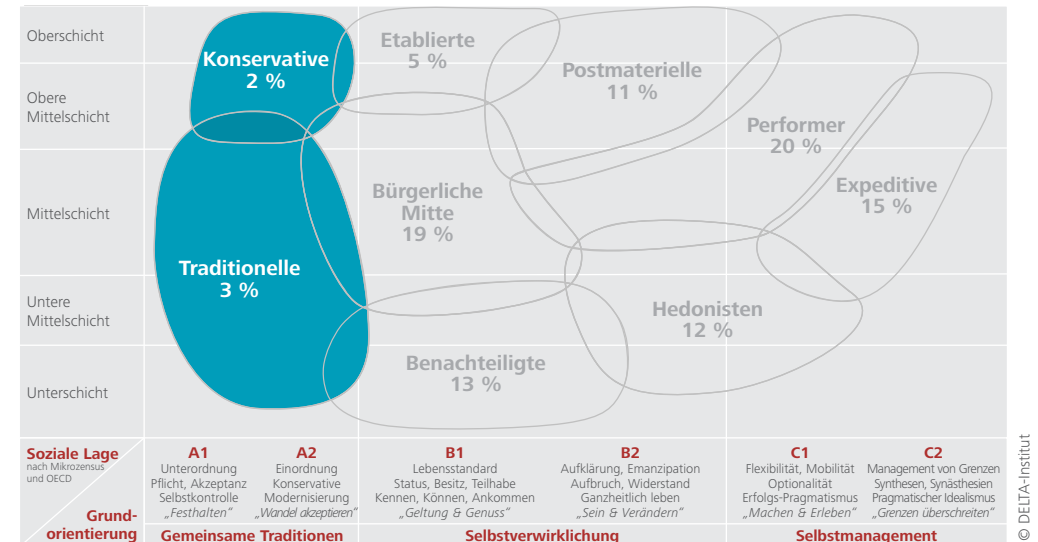 Oberschicht
Obere
Mittelschicht
Mittelschicht
Untere
Mittelschicht
Unterschicht
Konservative
2 %
Etablierte
5 %
Postmaterielle
11 %
Performer
20 %
Expeditive
15 %
Bürgerliche
Mitte
19 %
Traditionelle
3 %
Hedonisten
12 %
Benachteiligte
13 %
Soziale Lage
nach Mikrozensus
und OECD
Grund-
orientierung
A1
Unterordnung
Pflicht, Akzeptanz
Selbstkontrolle
„Festhalten“
A2
Einordnung
Konservative
Modernisierung
„Wandel akzeptieren“
Gemeinsame Traditionen
B1
Lebensstandard
Status, Besitz, Teilhabe
Kennen, Können, Ankommen
„Geltung & Genuss“
B2
Aufklärung, Emanzipation
Aufbruch, Widerstand
Ganzheitlich leben
„Sein & Verändern“
Selbstverwirklichung
C1
Flexibilität, Mobilität
Optionalität
Erfolgs-Pragmatismus
„Machen & Erleben“
C2
Management von Grenzen
Synthesen, Synästhesien
Pragmatischer Idealismus
„Grenzen überschreiten“
Selbstmanagement
© DELTA-Institut